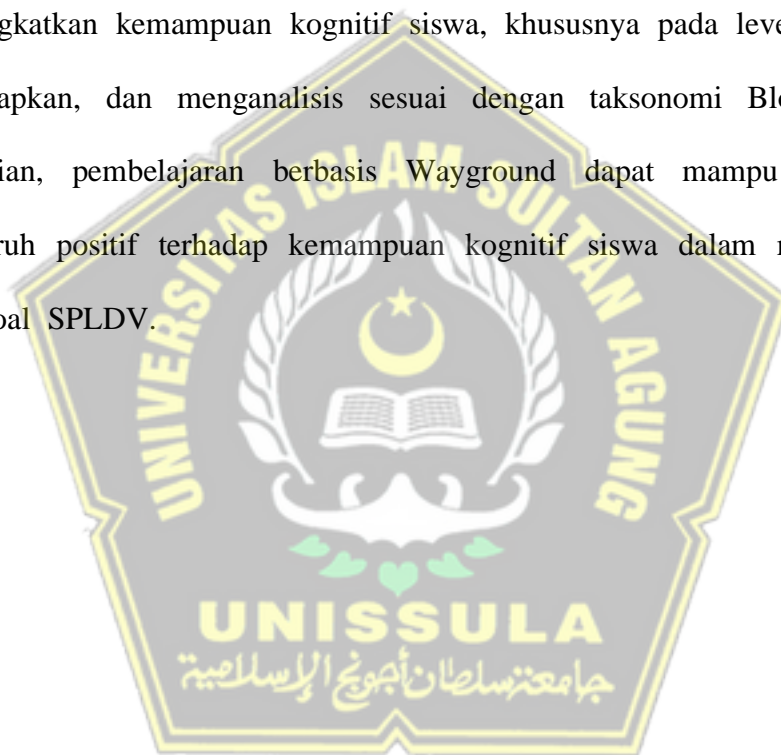 gkatkan kemampuan kognitif siswa, khususnya pada leve
apkan, dan menganalisis sesuai dengan taksonomi Bl
ian, pembelajaran berbasis Wayground dapat mampu
ruh positif terhadap kemampuan kognitif siswa dalam
oal SPLDV.
UNIVERSITAS ISLAM SULTAN AGUNG
UNISSULA
جامعة سلطان أجونج الإسلامية